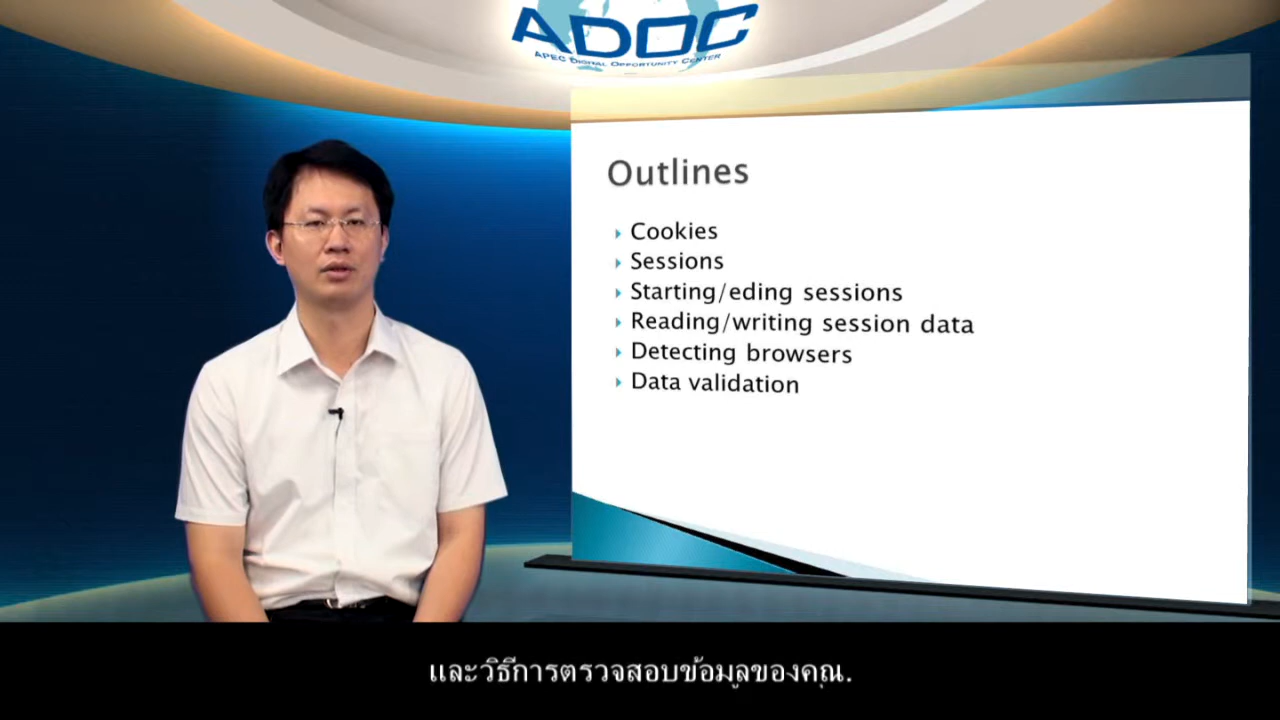 ADOC
APEC DIGITAL OPPORTUNITY CENTER
Outlines
Cookies
Sessions
Starting/eding sessions
Reading/writing session data
Detecting browsers
Data validation
และวิธีการตรวจสอบข้อมูลของคุณ.